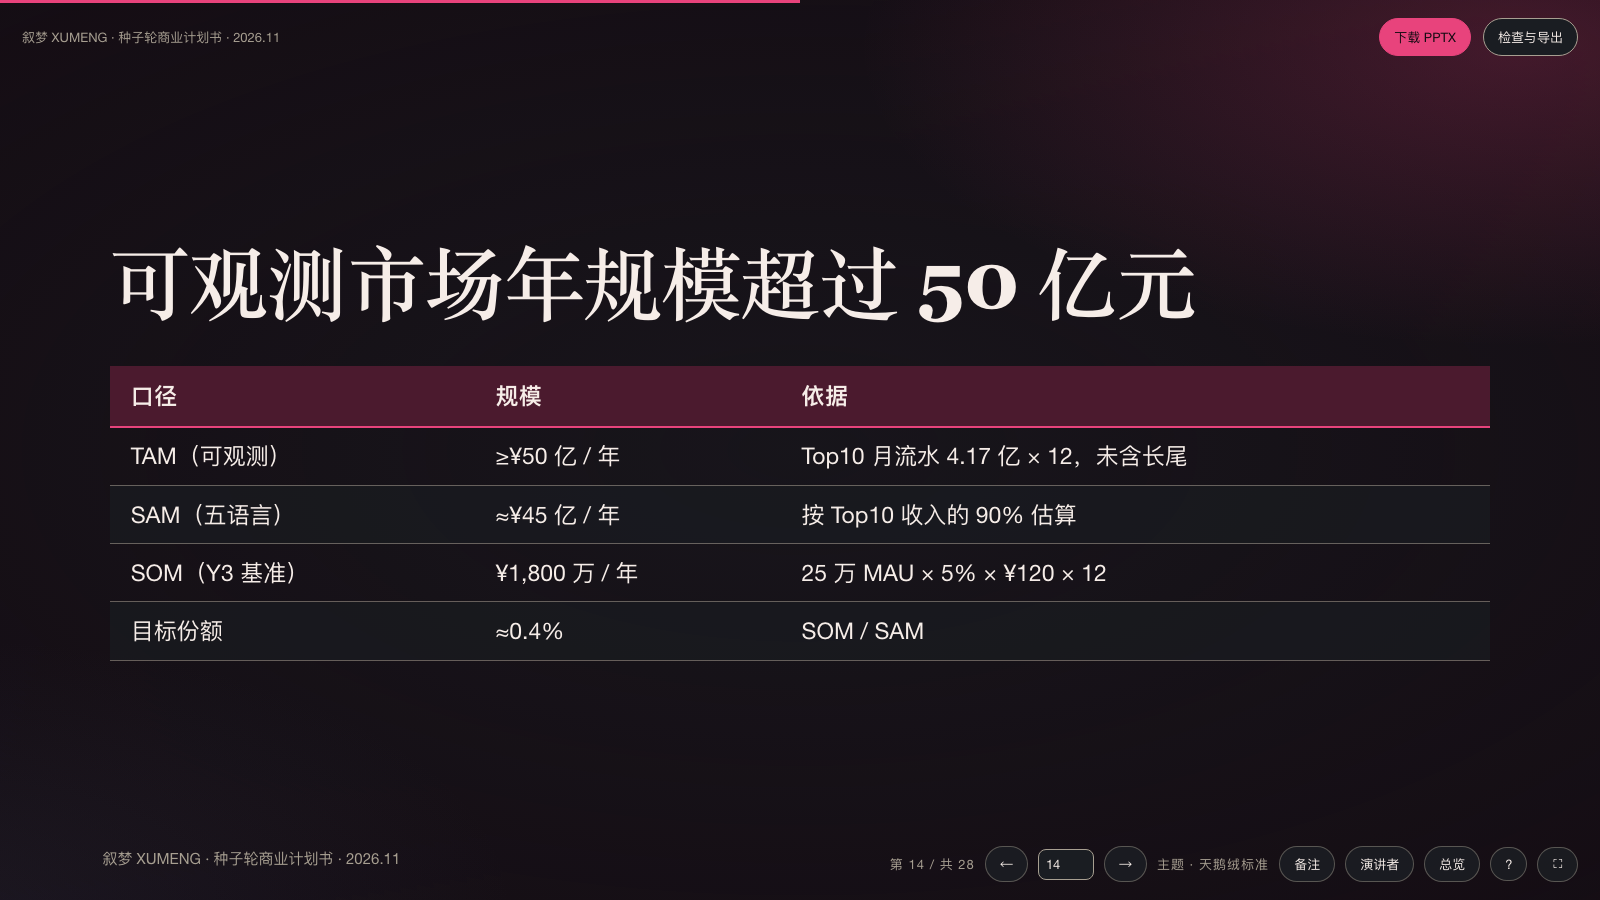 叙梦 XUMENG · 种子轮商业计划书 · 2026.11
下载 PPTX
检查与导出
可观测市场年规模超过 50 亿元
口径 规模 依据
TAM（可观测） ≥¥50 亿 / 年 Top10 月流水 4.17 亿 × 12，未含长尾
SAM（五语言） ≈¥45 亿 / 年 按 Top10 收入的 90% 估算
SOM（Y3 基准） ¥1,800 万 / 年 25 万 MAU × 5% × ¥120 × 12
目标份额 ≈0.4% SOM / SAM
叙梦 XUMENG · 种子轮商业计划书 · 2026.11
第 14 / 共 28 ← 14 → 主题 · 天鹅绒标准 备注 演讲者 总览 ?